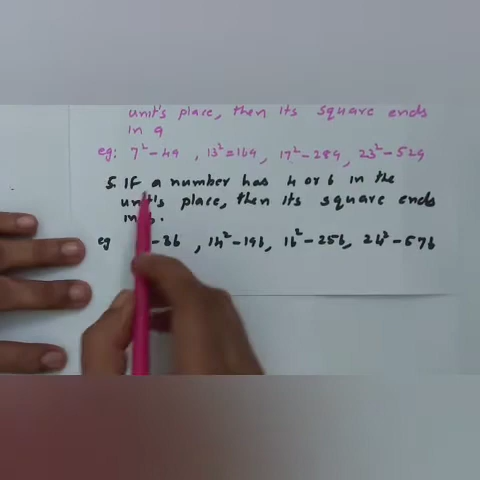 unit's place, then its square ends
in 9
eg: 7² - 49, 13² = 169, 17² - 289, 23² - 529
5 If a number has 4 or 6 in the
unit's place, then its square ends
in 6.
eg - 36, 14² - 196, 16² - 256, 24² - 576